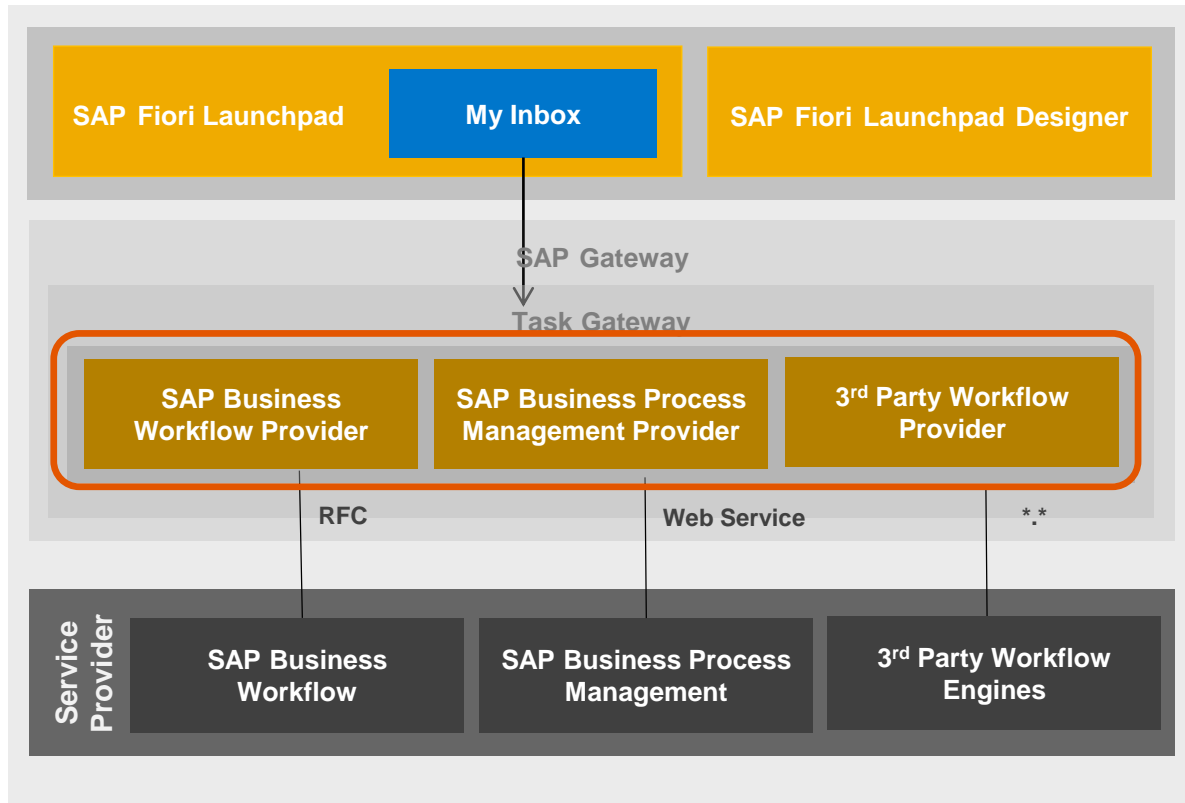 SAP Fiori Launchpad
My Inbox
SAP Fiori Launchpad Designer
SAP Gateway
Task Gateway
SAP Business
Workflow Provider
SAP Business Process
Management Provider
3rd Party Workflow
Provider
RFC
Web Service
*.*
Service
Provider
SAP Business
Workflow
SAP Business Process
Management
3rd Party Workflow
Engines